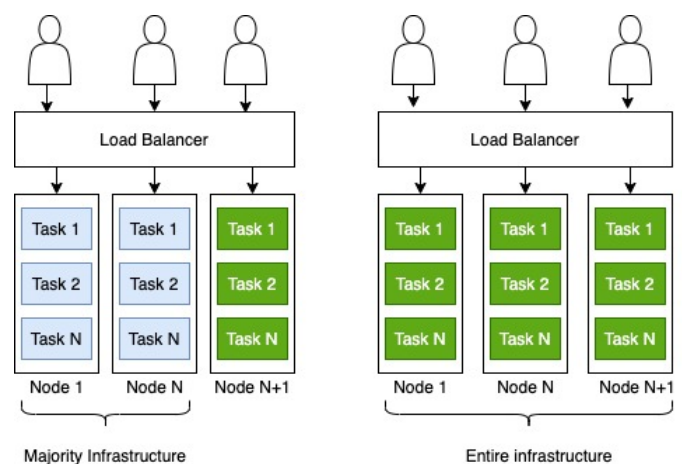 Load Balancer
Task 1 Task 1 Task 1
Task 2 Task 2 Task 2
Task N Task N Task N
Node 1 Node N Node N+1
Majority Infrastructure
Load Balancer
Task 1 Task 1 Task 1
Task 2 Task 2 Task 2
Task N Task N Task N
Node 1 Node N Node N+1
Entire infrastructure